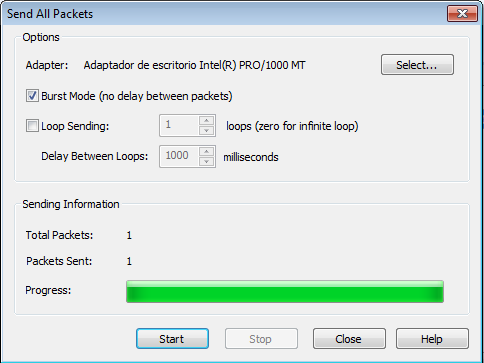 Send All Packets
Options
Adapter: Adaptador de escritorio Intel(R) PRO/1000 MT Select...
Burst Mode (no delay between packets)
Loop Sending: 1 loops (zero for infinite loop)
Delay Between Loops: 1000 milliseconds
Sending Information
Total Packets: 1
Packets Sent: 1
Progress:
Start Stop Close Help